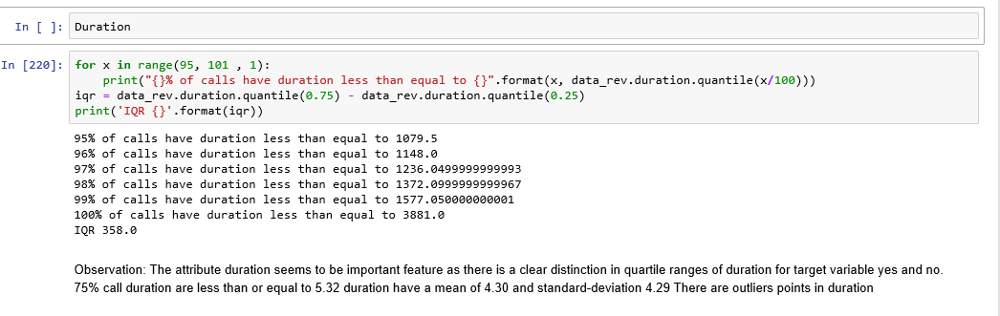 In [ ]: Duration
In [220]: for x in range(95, 101 , 1):
print("{}% of calls have duration less than equal to {}".format(x, data_rev.duration.quantile(x/100)))
iqr = data_rev.duration.quantile(0.75) - data_rev.duration.quantile(0.25)
print('IQR {}'.format(iqr))
95% of calls have duration less than equal to 1079.5
96% of calls have duration less than equal to 1148.0
97% of calls have duration less than equal to 1236.0499999999993
98% of calls have duration less than equal to 1372.0999999999967
99% of calls have duration less than equal to 1577.050000000001
100% of calls have duration less than equal to 3881.0
IQR 358.0
Observation: The attribute duration seems to be important feature as there is a clear distinction in quartile ranges of duration for target variable yes and no.
75% call duration are less than or equal to 5.32 duration have a mean of 4.30 and standard-deviation 4.29 There are outliers points in duration